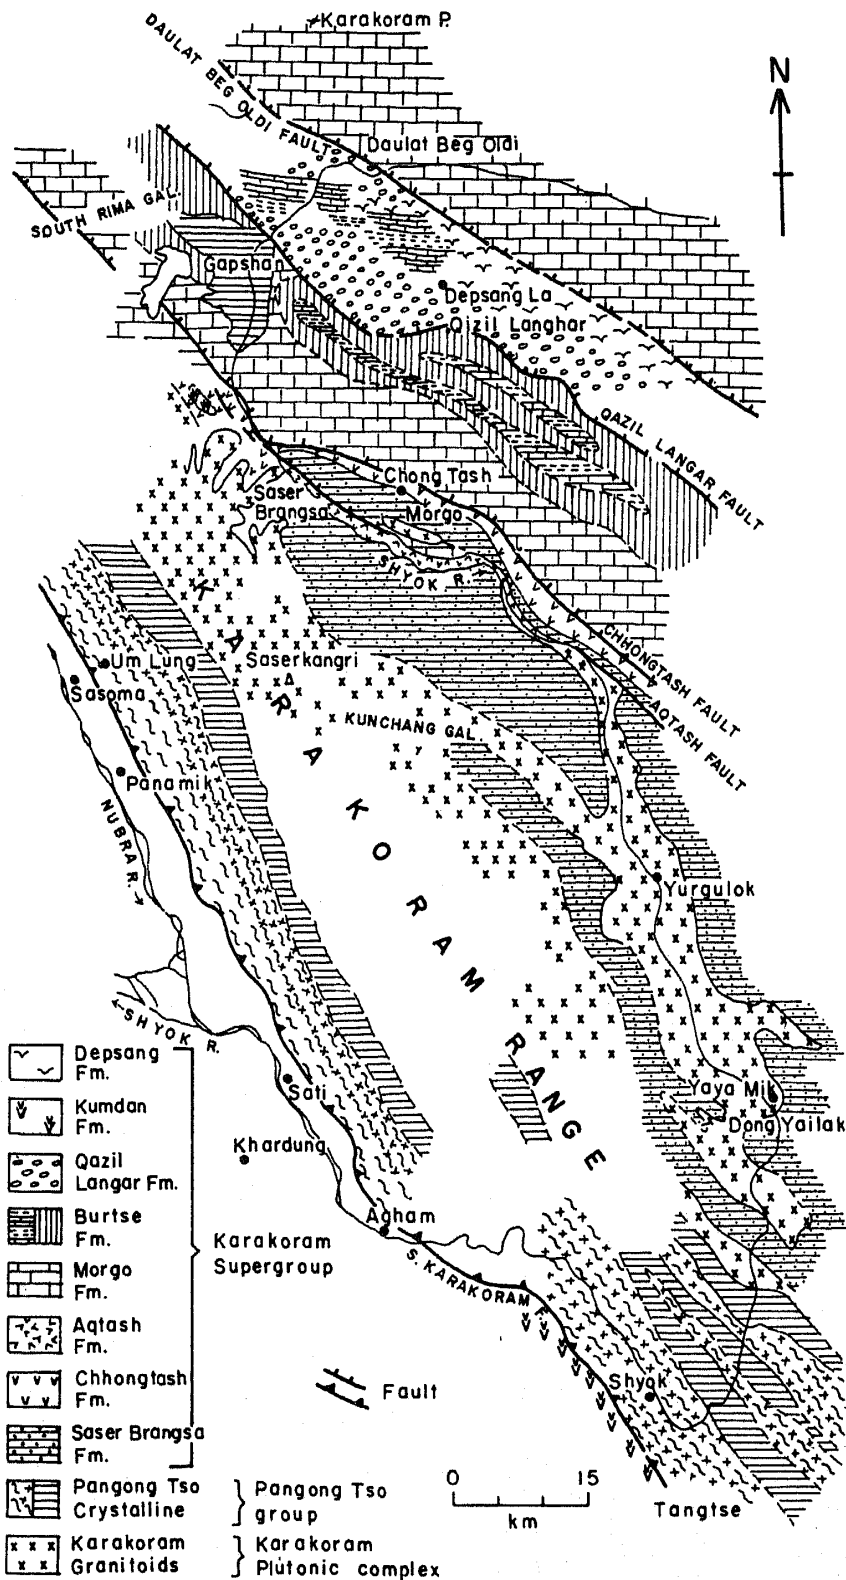 Karakoram P.
DAULAT BEG OLDI FAULT
N
Daulat Beg Oldi
SOUTH RIMA GAL.
Gapshan
Depsang La
Qizil Langhar
QAZIL LANGAR FAULT
Chong Tash
Saser
Brangsa
Morgo
SHYOK R.
CHHONGTASH FAULT
AQTASH FAULT
Um Lung
Sasoma
Saserkangri
KUNCHANG GAL.
Panamik
NUBRA R.
KARAKORAM RANGE
Yurgulok
SHYOK R.
Yaya Mik
Dong Yailak
Sati
Khardung
Agham
S. KARAKORAM F.
Shyok
Tangtse
Depsang
Fm.
Kumdan
Fm.
Qazil
Langar Fm.
Burtse
Fm.
Morgo
Fm.
Aqtash
Fm.
Chhongtash
Fm.
Saser Brangsa
Fm.
Karakoram
Supergroup
Pangong Tso
Crystalline
Pangong Tso
group
Karakoram
Granitoids
Karakoram
Plutonic complex
Fault
0 15
km